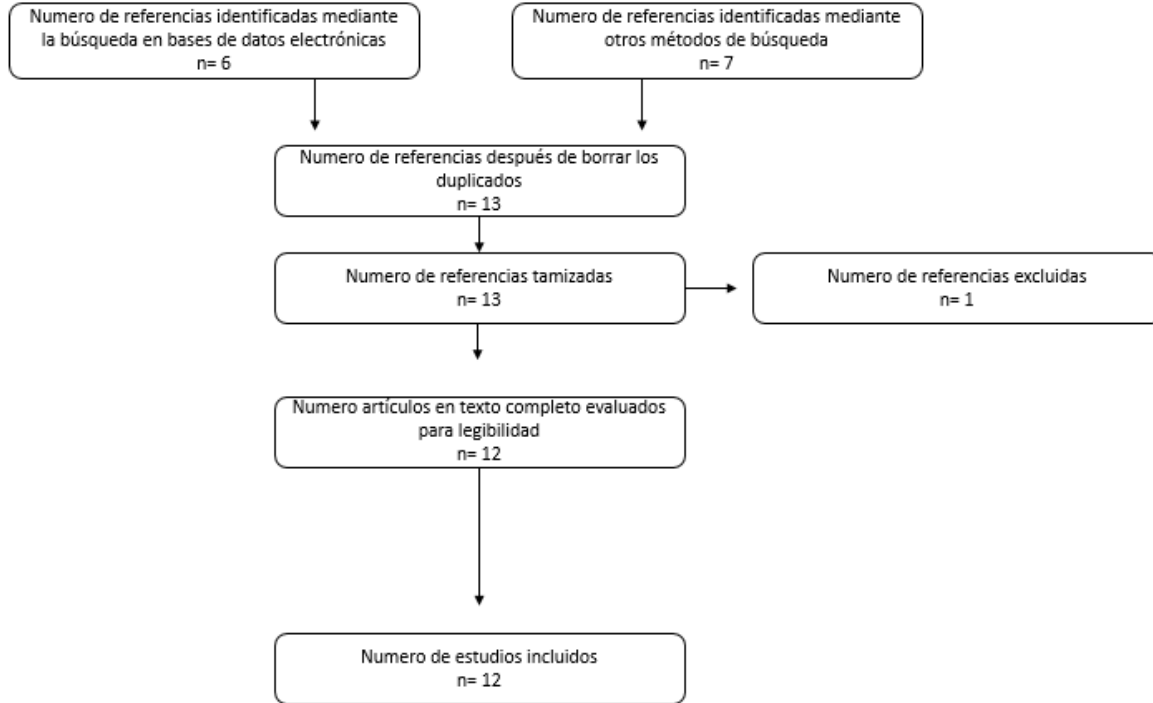 Numero de referencias identificadas mediante
la búsqueda en bases de datos electrónicas
n= 6
Numero de referencias identificadas mediante
otros métodos de búsqueda
n= 7
Numero de referencias después de borrar los
duplicados
n= 13
Numero de referencias tamizadas
n= 13
Numero de referencias excluidas
n= 1
Numero artículos en texto completo evaluados
para legibilidad
n= 12
Numero de estudios incluidos
n= 12